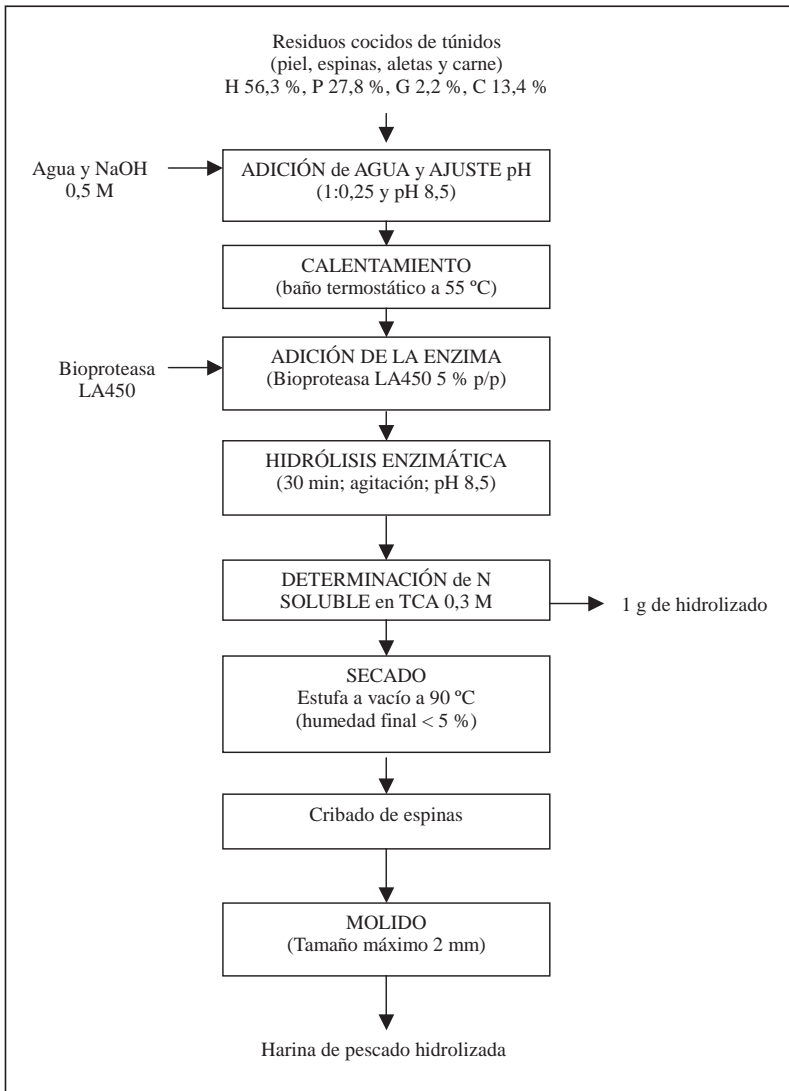 Residuos cocidos de túnidos
(piel, espinas, aletas y carne)
H 56,3 %, P 27,8 %, G 2,2 %, C 13,4 %
Agua y NaOH
0,5 M
ADICIÓN de AGUA y AJUSTE pH
(1:0,25 y pH 8,5)
CALENTAMIENTO
(baño termostático a 55 ºC)
Bioproteasa
LA450
ADICIÓN DE LA ENZIMA
(Bioproteasa LA450 5 % p/p)
HIDRÓLISIS ENZIMÁTICA
(30 min; agitación; pH 8,5)
DETERMINACIÓN de N
SOLUBLE en TCA 0,3 M
1 g de hidrolizado
SECADO
Estufa a vacío a 90 ºC
(humedad final < 5 %)
Cribado de espinas
MOLIDO
(Tamaño máximo 2 mm)
Harina de pescado hidrolizada